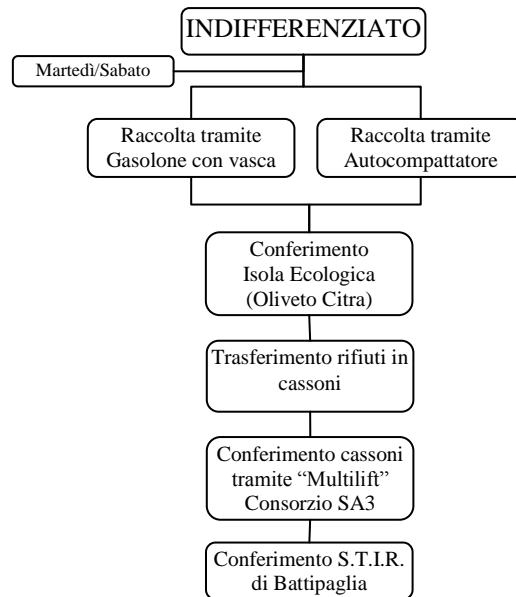 INDIFFERENZIATO
Martedì/Sabato
Raccolta tramite
Gasolone con vasca
Raccolta tramite
Autocompattatore
Conferimento
Isola Ecologica
(Oliveto Citra)
Trasferimento rifiuti in
cassoni
Conferimento cassoni
tramite “Multilift”
Consorzio SA3
Conferimento S.T.I.R.
di Battipaglia